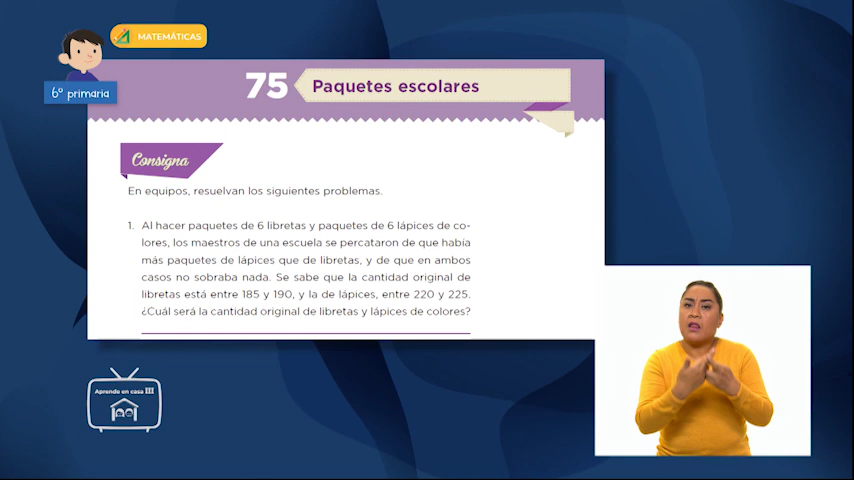 MATEMÁTICAS
6º primaria
75 Paquetes escolares
Consigna
En equipos, resuelvan los siguientes problemas.
1. Al hacer paquetes de 6 libretas y paquetes de 6 lápices de co-
lores, los maestros de una escuela se percataron de que había
más paquetes de lápices que de libretas, y de que en ambos
casos no sobraba nada. Se sabe que la cantidad original de
libretas está entre 185 y 190, y la de lápices, entre 220 y 225.
¿Cuál será la cantidad original de libretas y lápices de colores?
Aprende en casa III